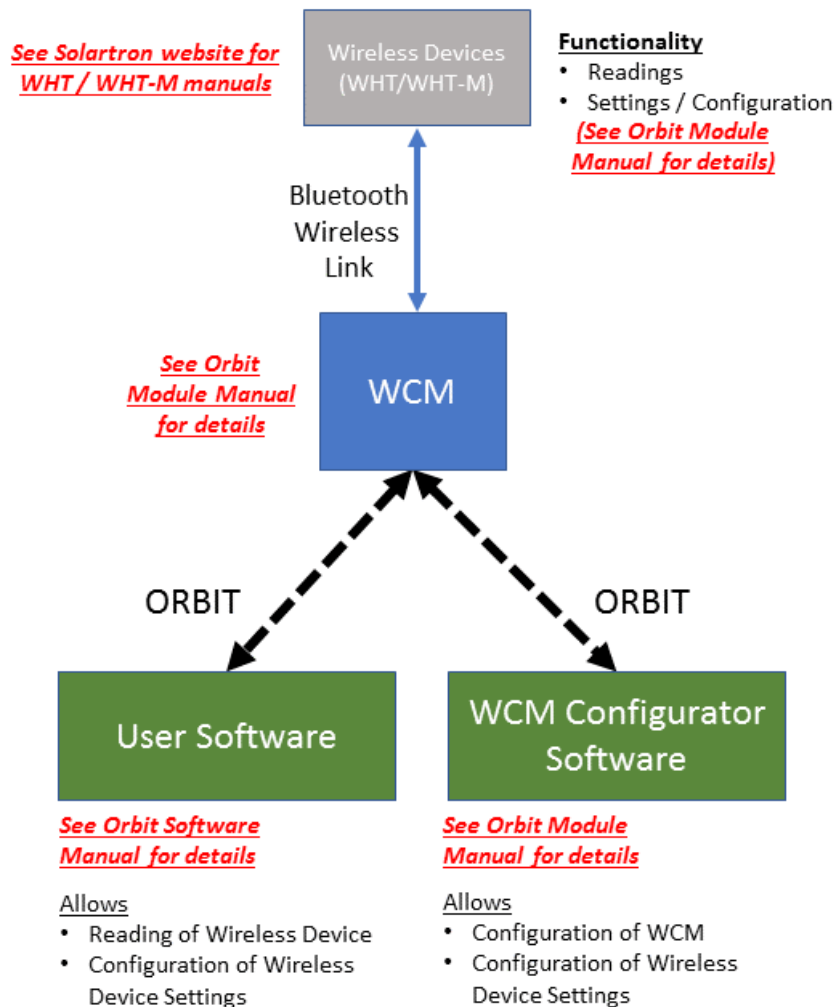 See Solartron website for
WHT / WHT-M manuals
Wireless Devices
(WHT/WHT-M)
Functionality
• Readings
• Settings / Configuration
(See Orbit Module
Manual for details)
Bluetooth
Wireless
Link
See Orbit
Module Manual
for details
WCM
ORBIT
ORBIT
User Software
WCM Configurator
Software
See Orbit Software
Manual for details
Allows
• Reading of Wireless Device
• Configuration of Wireless
Device Settings
See Orbit Module
Manual for details
Allows
• Configuration of WCM
• Configuration of Wireless
Device Settings